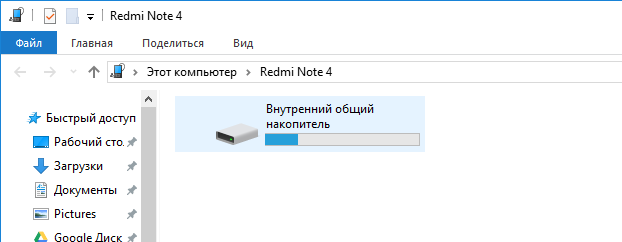 Redmi Note 4
Файл Главная Поделиться Вид
Этот компьютер Redmi Note 4
Быстрый доступ
Рабочий сто.
Загрузки
Документы
Pictures
Google Диск
Внутренний общий
накопитель